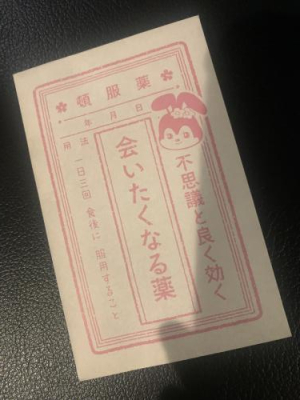 頓服薬
年 月 日
不思議と良く効く
会いたくなる薬
用法
一日三回 食後に 服用すること